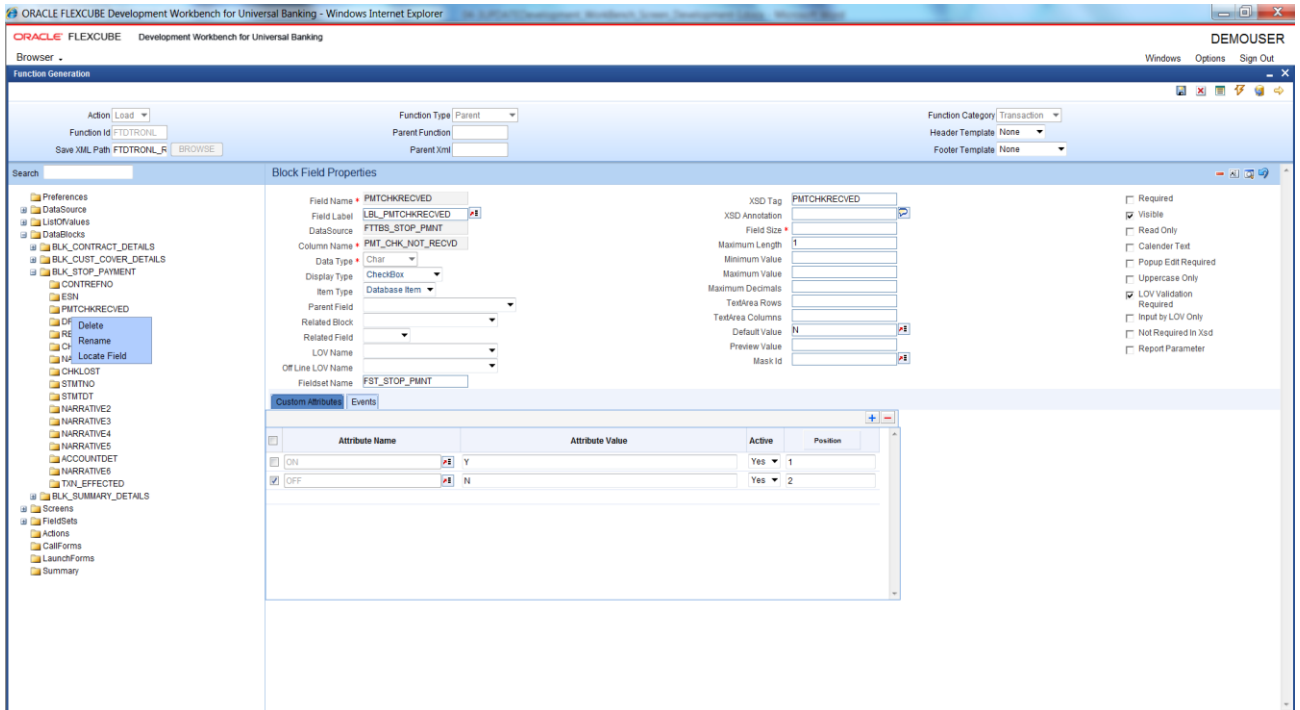 ORACLE FLEXCUBE Development Workbench for Universal Banking - Windows Internet Explorer
ORACLE FLEXCUBE Development Workbench for Universal Banking
DEMOUSER
Browser
Windows Options Sign Out
Function Generation
Action Load
Function Type Parent
Function Category Transaction
Function Id FTDTRONL
Parent Function
Header Template None
Save XML Path FTDTRONL_R BROWSE
Parent Xml
Footer Template None
Search
Preferences
DataSource
ListOfValues
DataBlocks
BLK_CONTRACT_DETAILS
BLK_CUST_COVER_DETAILS
BLK_STOP_PAYMENT
CONTREFNO
ESN
PMTCHKRECVED
Delete
Rename
Locate Field
CHKLOST
STMTNO
STMTDT
NARRATIVE2
NARRATIVE3
NARRATIVE4
NARRATIVE5
ACCOUNTDET
NARRATIVE6
TXN_EFFECTED
BLK_SUMMARY_DETAILS
Screens
FieldSets
Actions
CallForms
LaunchForms
Summary
Block Field Properties
Field Name * PMTCHKRECVED
Field Label LBL_PMTCHKRECVED
DataSource FTTBS_STOP_PMNT
Column Name * PMT_CHK_NOT_RECVD
Data Type * Char
Display Type CheckBox
Item Type Database Item
Parent Field
Related Block
Related Field
LOV Name
Off Line LOV Name
Fieldset Name FST_STOP_PMNT
XSD Tag PMTCHKRECVED
XSD Annotation
Field Size *
Maximum Length 1
Minimum Value
Maximum Value
Maximum Decimals
TextArea Rows
TextArea Columns
Default Value N
Preview Value
Mask Id
Required
Visible
Read Only
Calender Text
Popup Edit Required
Uppercase Only
LOV Validation
Required
Input by LOV Only
Not Required In Xsd
Report Parameter
Custom Attributes Events
Attribute Name Attribute Value Active Position
ON Y Yes 1
OFF N Yes 2